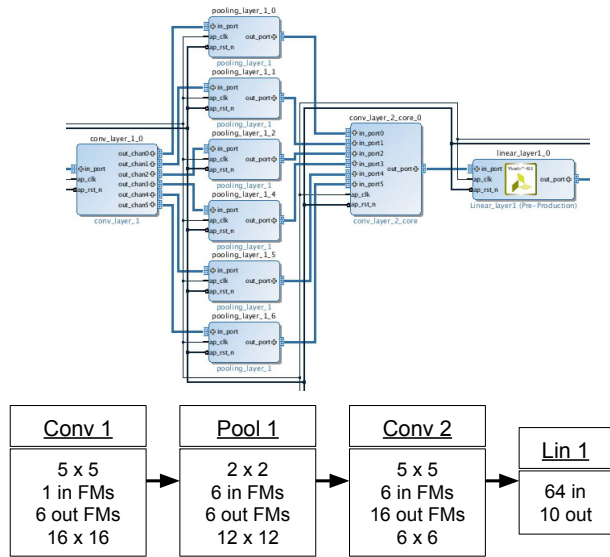 pooling_layer_1_0
in_port
ap_clk
out_port
ap_rst_n
pooling_layer_1
pooling_layer_1_1
in_port
ap_clk
out_port
ap_rst_n
pooling_layer_1
pooling_layer_1_2
in_port
ap_clk
out_port
ap_rst_n
pooling_layer_1
pooling_layer_1_4
in_port
ap_clk
out_port
ap_rst_n
pooling_layer_1
pooling_layer_1_5
in_port
ap_clk
out_port
ap_rst_n
pooling_layer_1
pooling_layer_1_6
in_port
ap_clk
out_port
ap_rst_n
pooling_layer_1
conv_layer_1_0
out_chan0
in_port
out_chan1
out_chan2
ap_clk
out_chan3
ap_rst_n
out_chan4
out_chan5
conv_layer_1
conv_layer_2_core_0
in_port0
in_port1
in_port2
in_port3
out_port
in_port4
in_port5
ap_clk
ap_rst_n
conv_layer_2_core
linear_layer1_0
in_port
ap_clk
out_port
ap_rst_n
Linear_layer1 (Pre-Production)
Conv 1
5 x 5
1 in FMs
6 out FMs
16 x 16
Pool 1
2 x 2
6 in FMs
6 out FMs
12 x 12
Conv 2
5 x 5
6 in FMs
16 out FMs
6 x 6
Lin 1
64 in
10 out